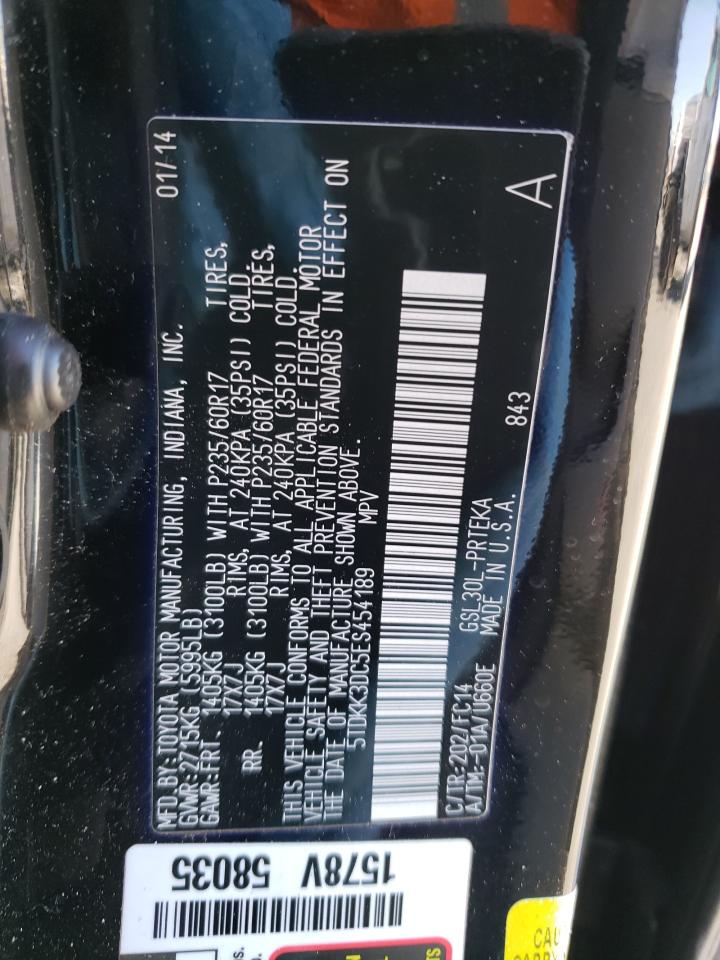 MFD.BY:TOYOTA MOTOR MANUFACTURING, INDIANA, INC. 01/14
GVWR:2715KG (5995LB)
GAWR:FRT. 1405KG (3100LB) WITH P235/60R17 TIRES,
17X7J RIMS, AT 240KPA (35PSI) COLD.
RR. 1405KG (3100LB) WITH P235/60R17 TIRES,
17X7J RIMS, AT 240KPA (35PSI) COLD.
THIS VEHICLE CONFORMS TO ALL APPLICABLE FEDERAL MOTOR
VEHICLE SAFETY AND THEFT PREVENTION STANDARDS IN EFFECT ON
THE DATE OF MANUFACTURE SHOWN ABOVE.
5TDKK3DC5ES454189 MPV
C/TR:202/FC14 GSL30L-PRTEKA 843
A/TM:-01A/U660E MADE IN U.S.A.
A
1578V
58035
CAU